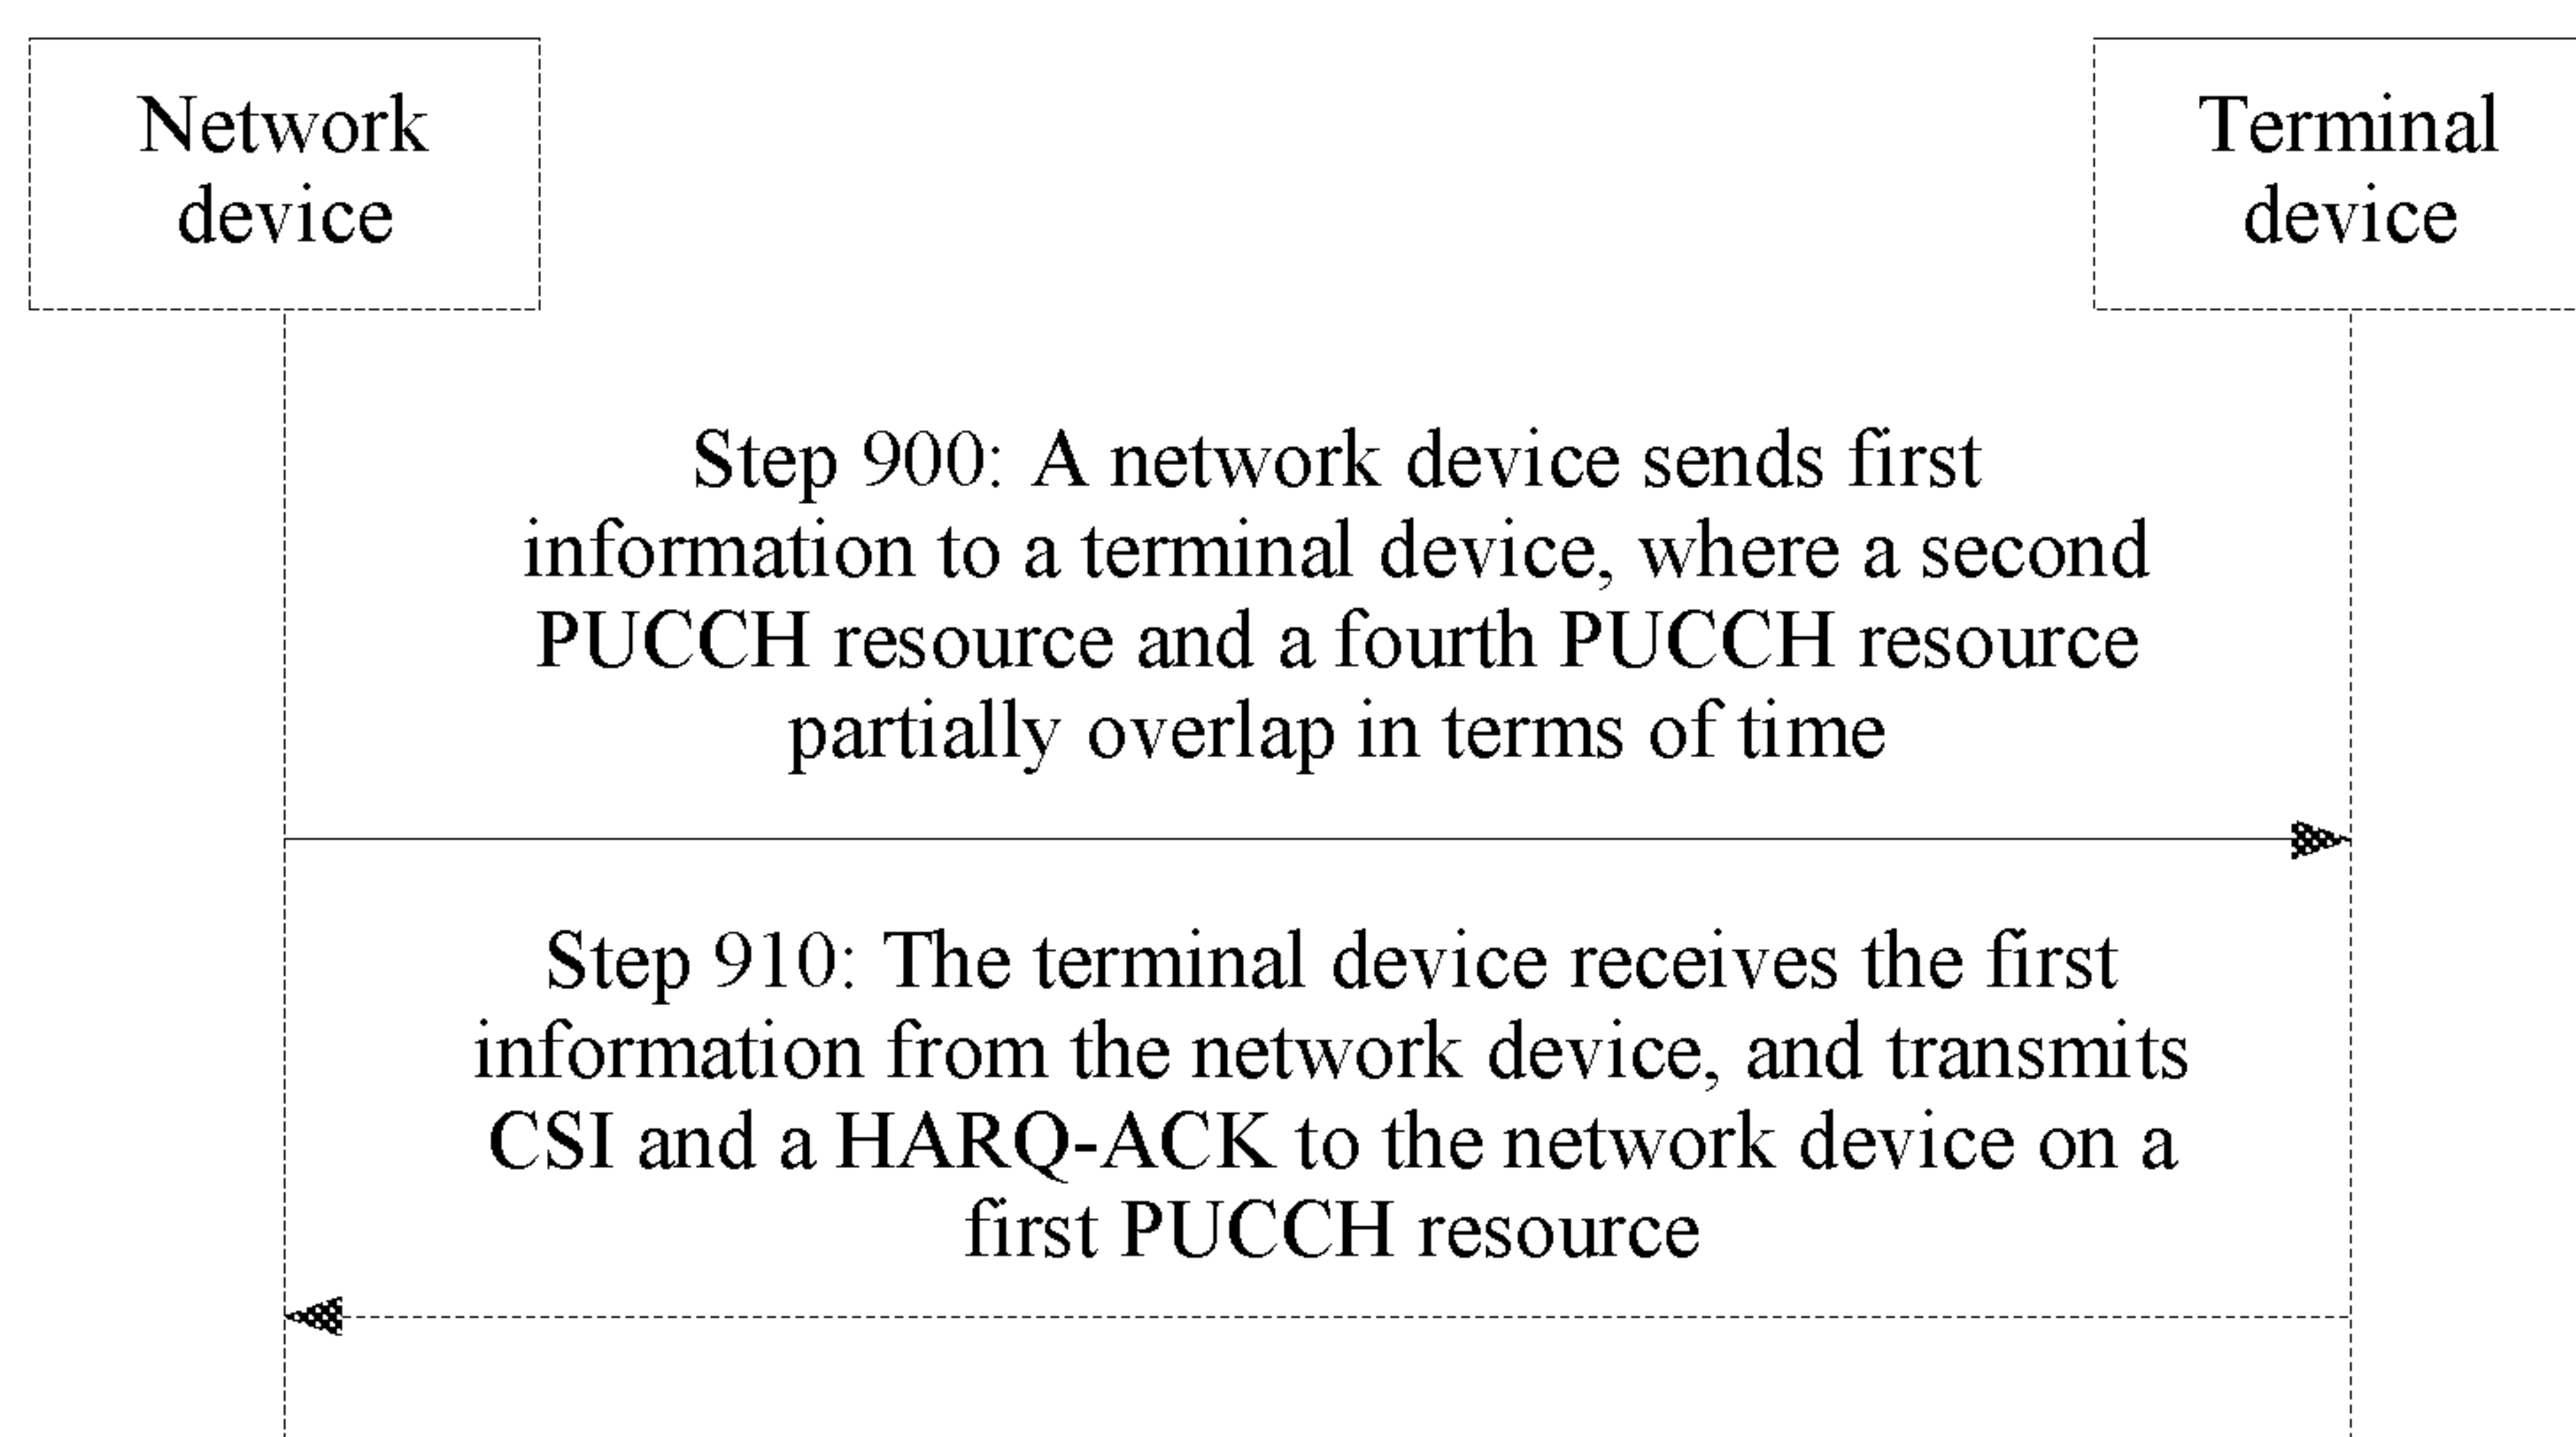 Network
device
Terminal
device
Step 900: A network device sends first
information to a terminal device, where a second
PUCCH resource and a fourth PUCCH resource
partially overlap in terms of time
Step 910: The terminal device receives the first
information from the network device, and transmits
CSI and a HARQ-ACK to the network device on a
first PUCCH resource